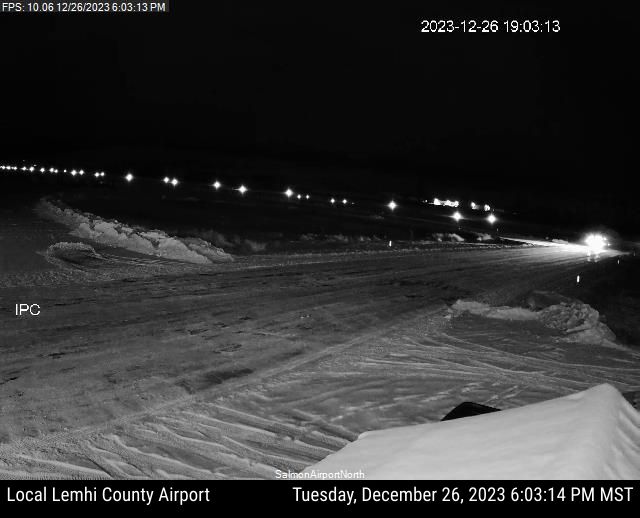 FPS: 10.06 12/26/2023 6:03:13 PM
2023-12-26 19:03:13
IPC
SalmonAirportNorth
Local Lemhi County Airport
Tuesday, December 26, 2023 6:03:14 PM MST